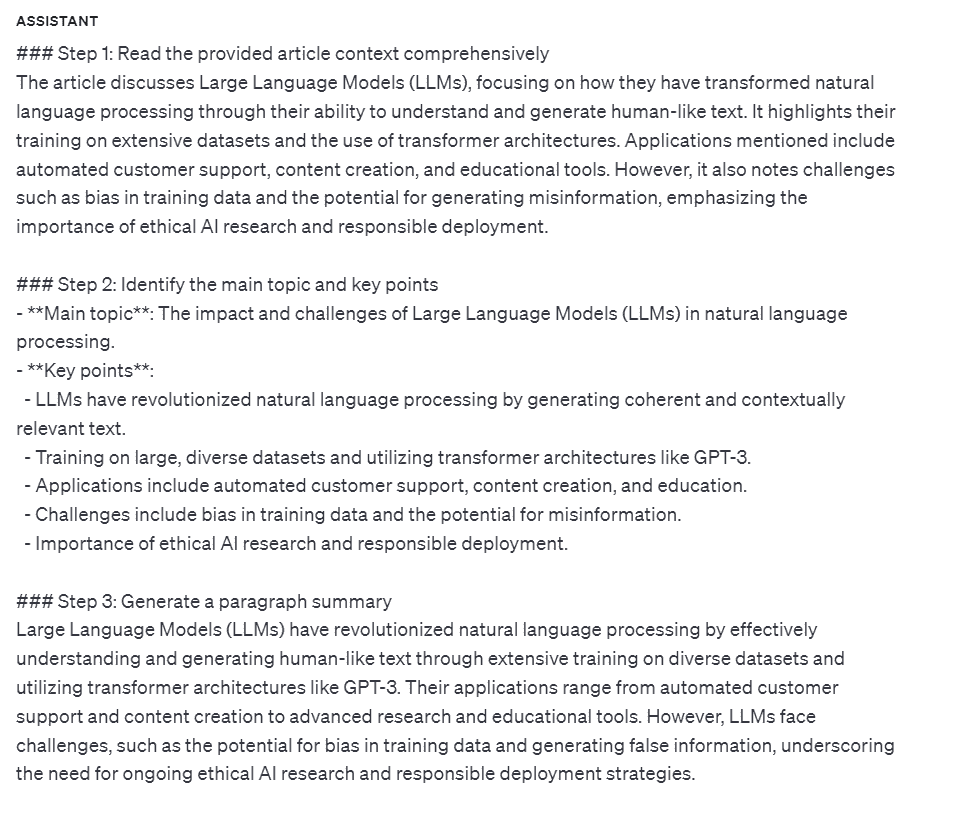 ASSISTANT
### Step 1: Read the provided article context comprehensively
The article discusses Large Language Models (LLMs), focusing on how they have transformed natural
language processing through their ability to understand and generate human-like text. It highlights their
training on extensive datasets and the use of transformer architectures. Applications mentioned include
automated customer support, content creation, and educational tools. However, it also notes challenges
such as bias in training data and the potential for generating misinformation, emphasizing the
importance of ethical AI research and responsible deployment.
### Step 2: Identify the main topic and key points
- **Main topic**: The impact and challenges of Large Language Models (LLMs) in natural language
processing.
- **Key points**:
- LLMs have revolutionized natural language processing by generating coherent and contextually
relevant text.
- Training on large, diverse datasets and utilizing transformer architectures like GPT-3.
- Applications include automated customer support, content creation, and education.
- Challenges include bias in training data and the potential for misinformation.
- Importance of ethical AI research and responsible deployment.
### Step 3: Generate a paragraph summary
Large Language Models (LLMs) have revolutionized natural language processing by effectively
understanding and generating human-like text through extensive training on diverse datasets and
utilizing transformer architectures like GPT-3. Their applications range from automated customer
support and content creation to advanced research and educational tools. However, LLMs face
challenges, such as the potential for bias in training data and generating false information, underscoring
the need for ongoing ethical AI research and responsible deployment strategies.